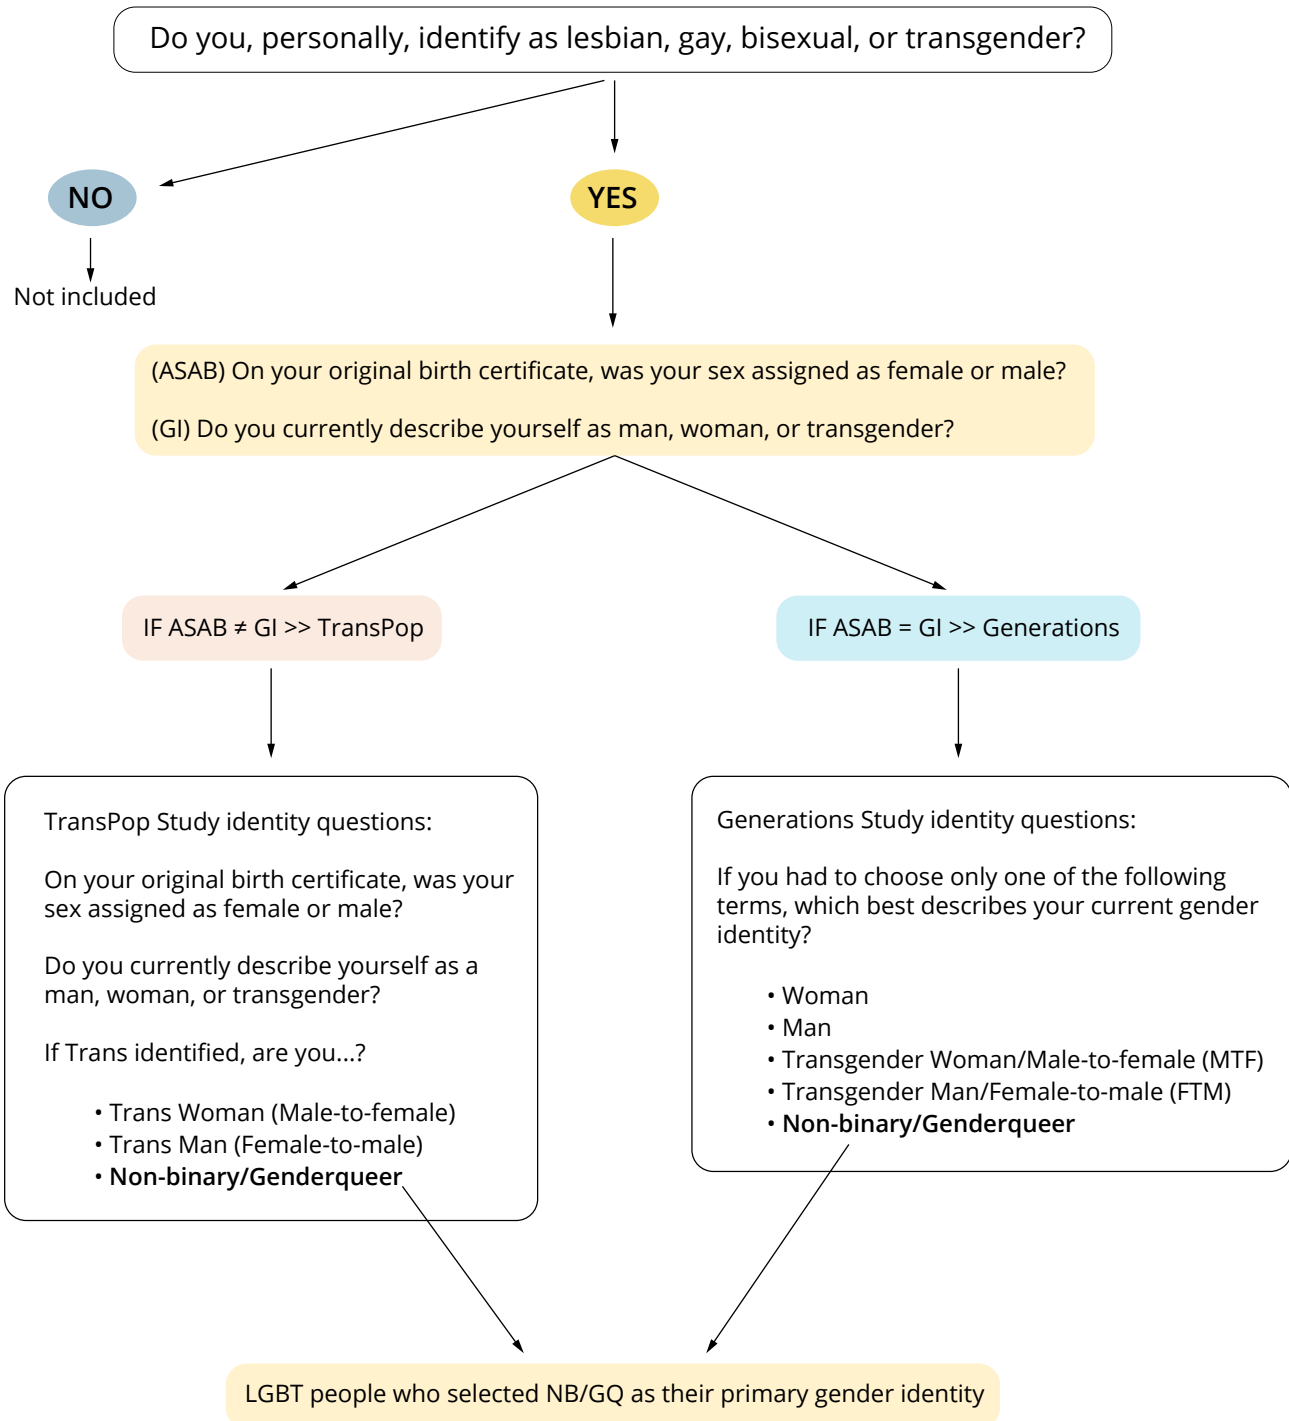 Do you, personally, identify as lesbian, gay, bisexual, or transgender?
NO
YES
Not included
(ASAB) On your original birth certificate, was your sex assigned as female or male?
(GI) Do you currently describe yourself as man, woman, or transgender?
IF ASAB ≠ GI >> TransPop
IF ASAB = GI >> Generations
TransPop Study identity questions:
On your original birth certificate, was your
sex assigned as female or male?
Do you currently describe yourself as a
man, woman, or transgender?
If Trans identified, are you...?
• Trans Woman (Male-to-female)
• Trans Man (Female-to-male)
• Non-binary/Genderqueer
Generations Study identity questions:
If you had to choose only one of the following
terms, which best describes your current gender
identity?
• Woman
• Man
• Transgender Woman/Male-to-female (MTF)
• Transgender Man/Female-to-male (FTM)
• Non-binary/Genderqueer
LGBT people who selected NB/GQ as their primary gender identity